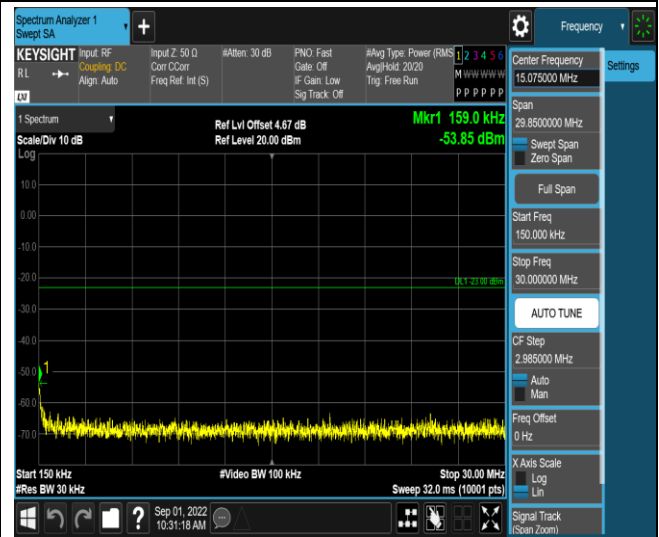 Spectrum Analyzer 1
Swept SA
+
Frequency
KEYSIGHT
RL
LXI
Input: RF
Coupling: DC
Align: Auto
Input Z: 50 Ω
Corr CCorr
Freq Ref: Int (S)
#Atten: 30 dB
PNO: Fast
Gate: Off
IF Gain: Low
Sig Track: Off
#Avg Type: Power (RMS
Avg|Hold: 20/20
Trig: Free Run
1 2 3 4 5 6
M W W W W W
P P P P P P
Center Frequency
15.075000 MHz
Settings
1 Spectrum
Scale/Div 10 dB
Log
Ref Lvl Offset 4.67 dB
Ref Level 20.00 dBm
Mkr1 159.0 kHz
-53.85 dBm
Span
29.8500000 MHz
Swept Span
Zero Span
Full Span
Start Freq
150.000 kHz
Stop Freq
30.000000 MHz
AUTO TUNE
CF Step
2.985000 MHz
Auto
Man
Freq Offset
0 Hz
X Axis Scale
Log
Lin
Signal Track
(Span Zoom)
10.0
0.00
-10.0
-20.0
DL1 -23.00 dBm
-30.0
-40.0
-50.0
1
-60.0
-70.0
Start 150 kHz
#Res BW 30 kHz
#Video BW 100 kHz
Stop 30.00 MHz
Sweep 32.0 ms (10001 pts)
?
Sep 01, 2022
10:31:18 AM